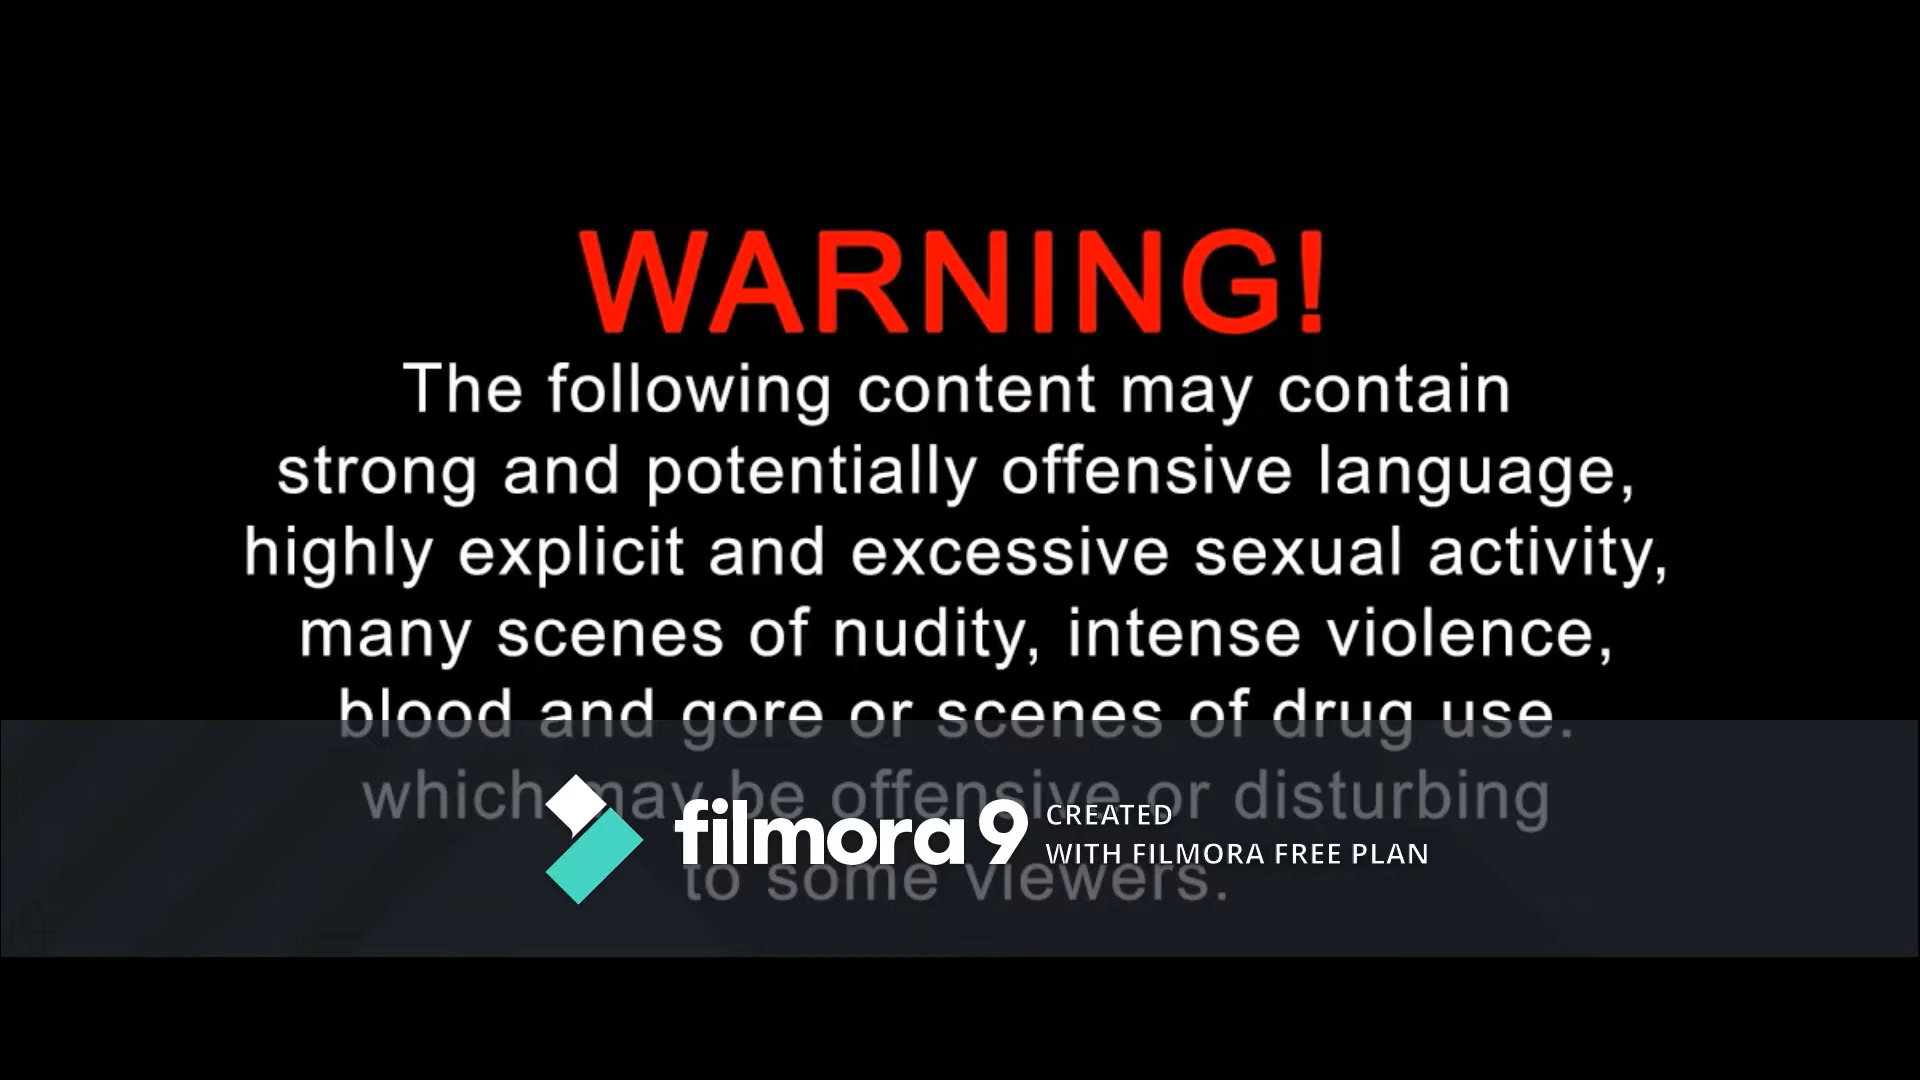 WARNING!
The following content may contain
strong and potentially offensive language,
highly explicit and excessive sexual activity,
many scenes of nudity, intense violence,
blood and gore or scenes of drug use.
which may be offensive or disturbing
filmora9 CREATED
WITH FILMORA FREE PLAN
to some viewers.